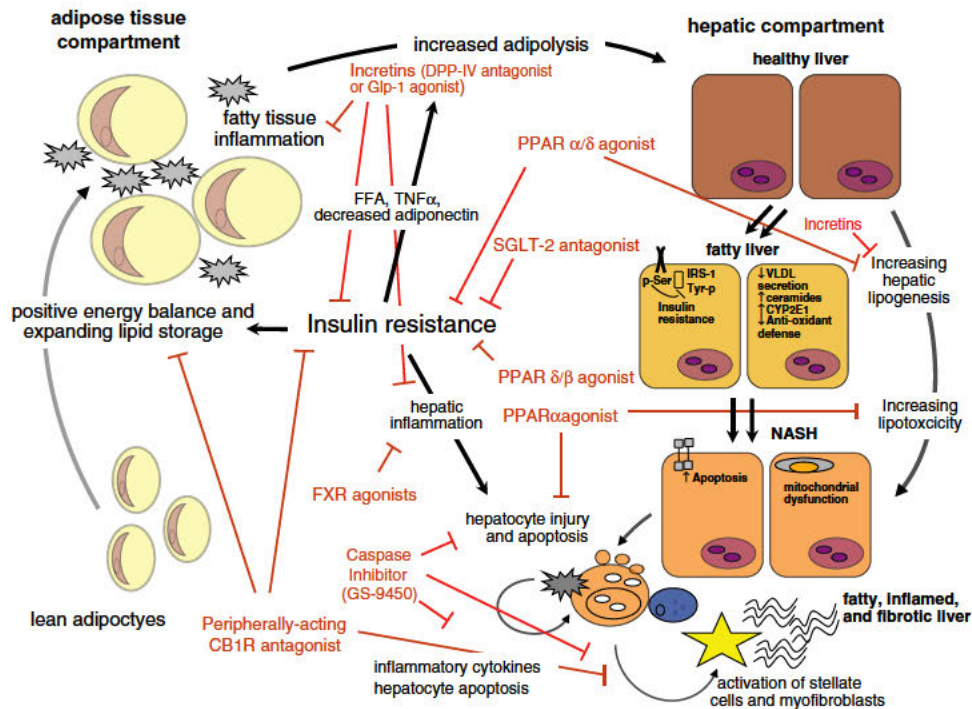 adipose tissue
compartment
hepatic compartment
increased adipolysis
healthy liver
Incretins (DPP-IV antagonist
or Glp-1 agonist)
fatty tissue
inflammation
PPAR α/δ agonist
FFA, TNFα,
decreased adiponectin
Incretins
SGLT-2 antagonist
fatty liver
Increasing
hepatic
lipogenesis
p-Ser
IRS-1
Tyr-p
Insulin
resistance
↓VLDL
secretion
↑ceramides
↑CYP2E1
↓Anti-oxidant
defense
positive energy balance and
expanding lipid storage
Insulin resistance
PPAR δ/β agonist
hepatic
inflammation
PPARαagonist
Increasing
lipotoxcicity
NASH
↑Apoptosis
mitochondrial
dysfunction
FXR agonists
hepatocyte injury
and apoptosis
Caspase
Inhibitor
(GS-9450)
lean adipoctyes
Peripherally-acting
CB1R antagonist
fatty, inflamed,
and fibrotic liver
inflammatory cytokines
hepatocyte apoptosis
activation of stellate
cells and myofibroblasts